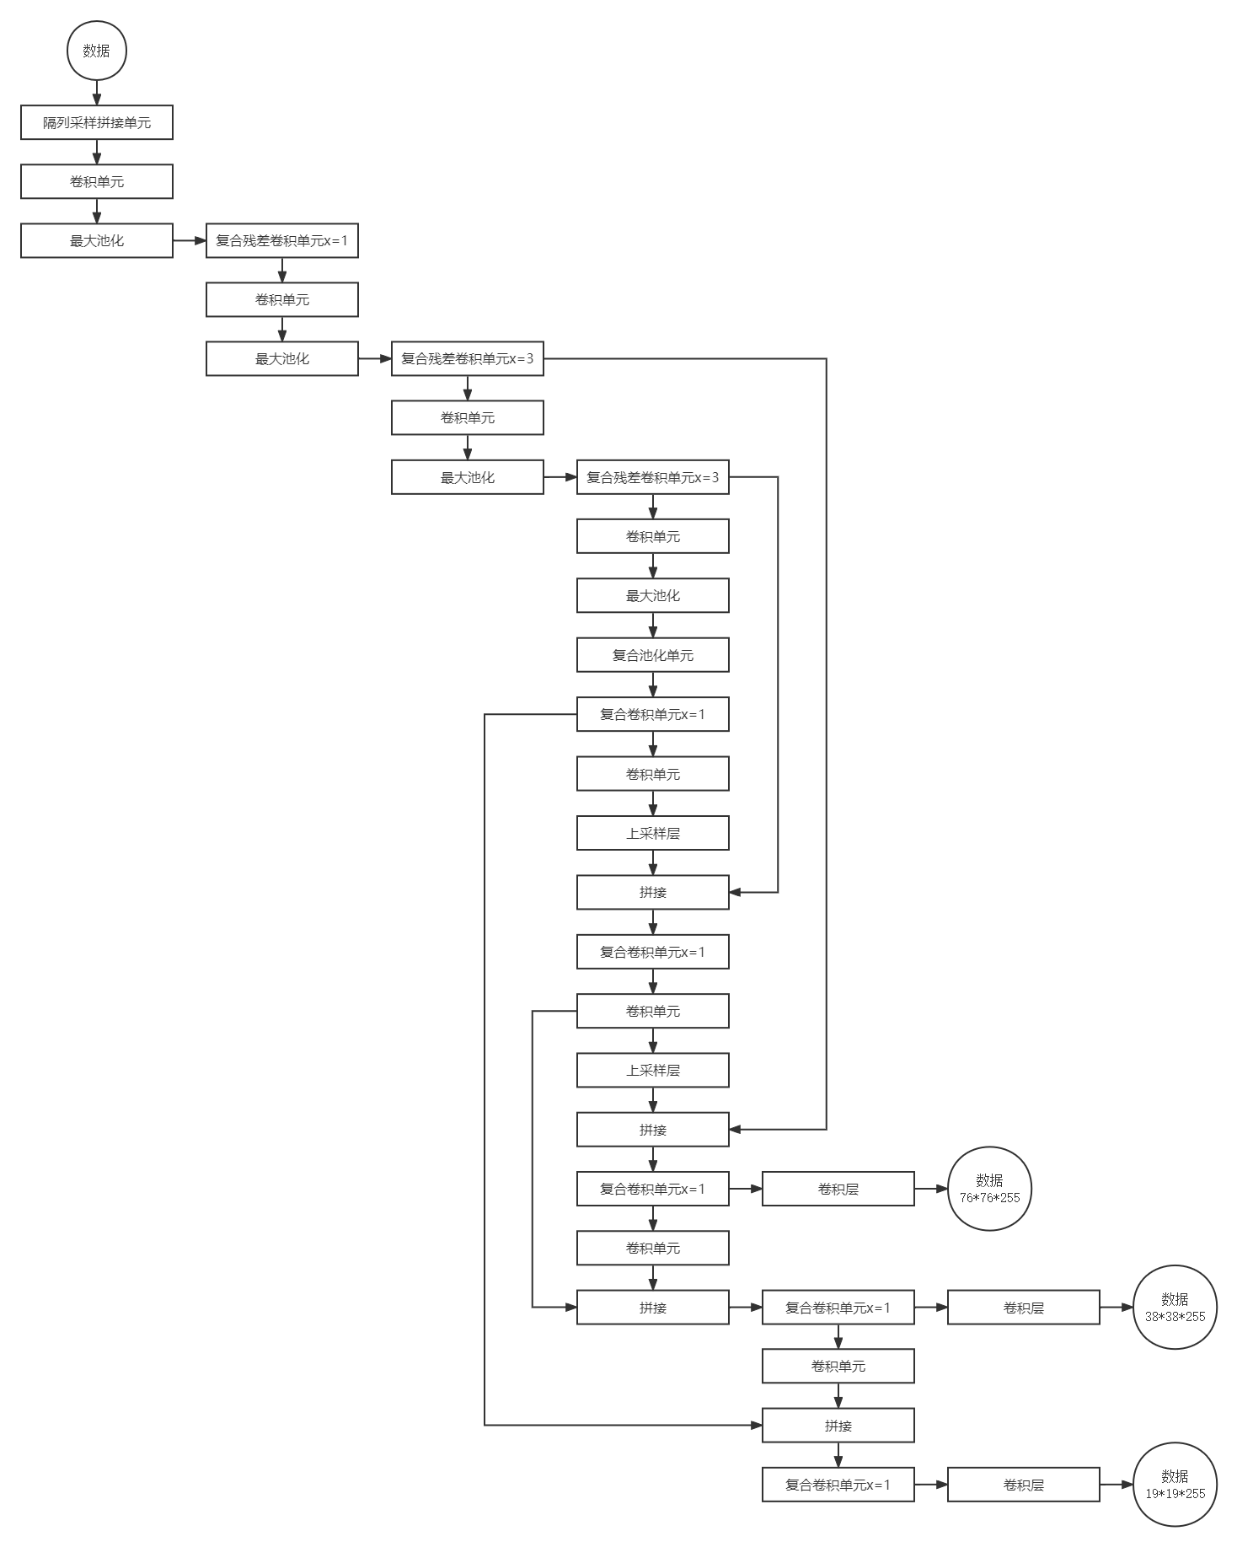 数据
隔列采样拼接单元
卷积单元
最大池化
复合残差卷积单元x=1
卷积单元
最大池化
复合残差卷积单元x=3
卷积单元
最大池化
复合残差卷积单元x=3
卷积单元
最大池化
复合池化单元
复合卷积单元x=1
卷积单元
上采样层
拼接
复合卷积单元x=1
卷积单元
上采样层
拼接
复合卷积单元x=1
卷积层
数据
76*76*255
卷积单元
拼接
复合卷积单元x=1
卷积层
数据
38*38*255
卷积单元
拼接
复合卷积单元x=1
卷积层
数据
19*19*255